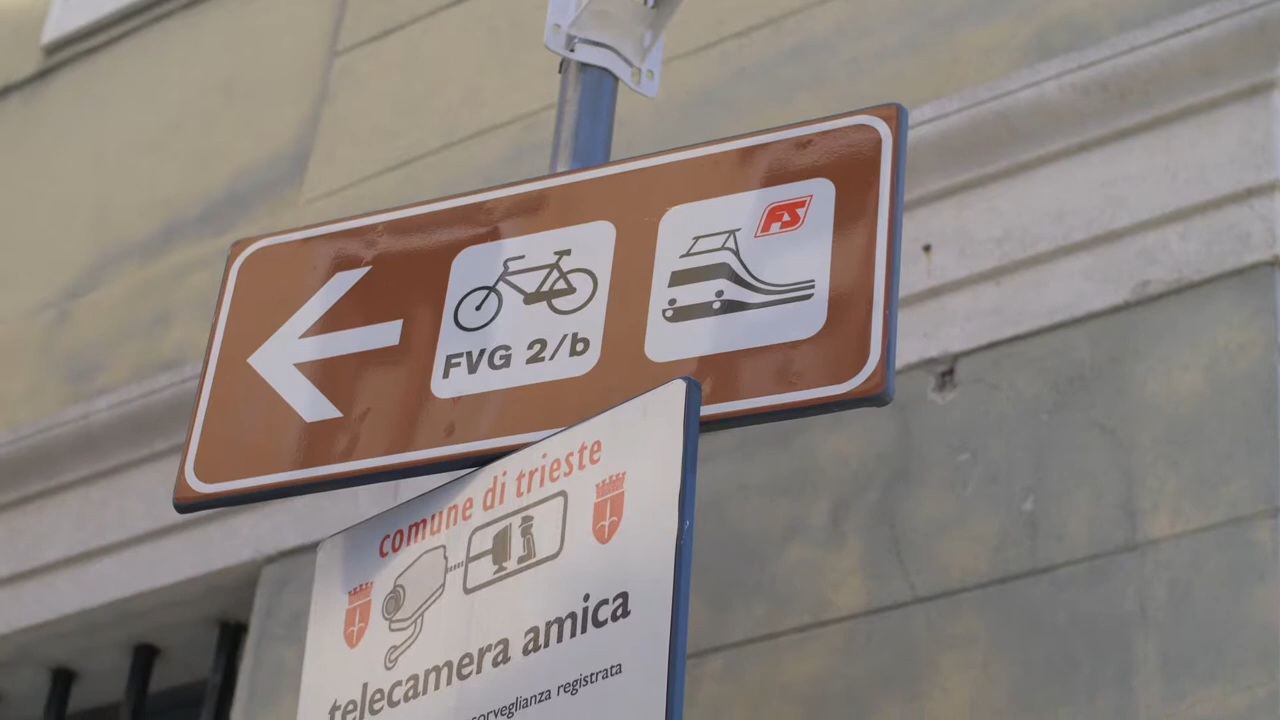 FS
FVG 2/b
comune di trieste
telecamera amica
sorveglianza registrata